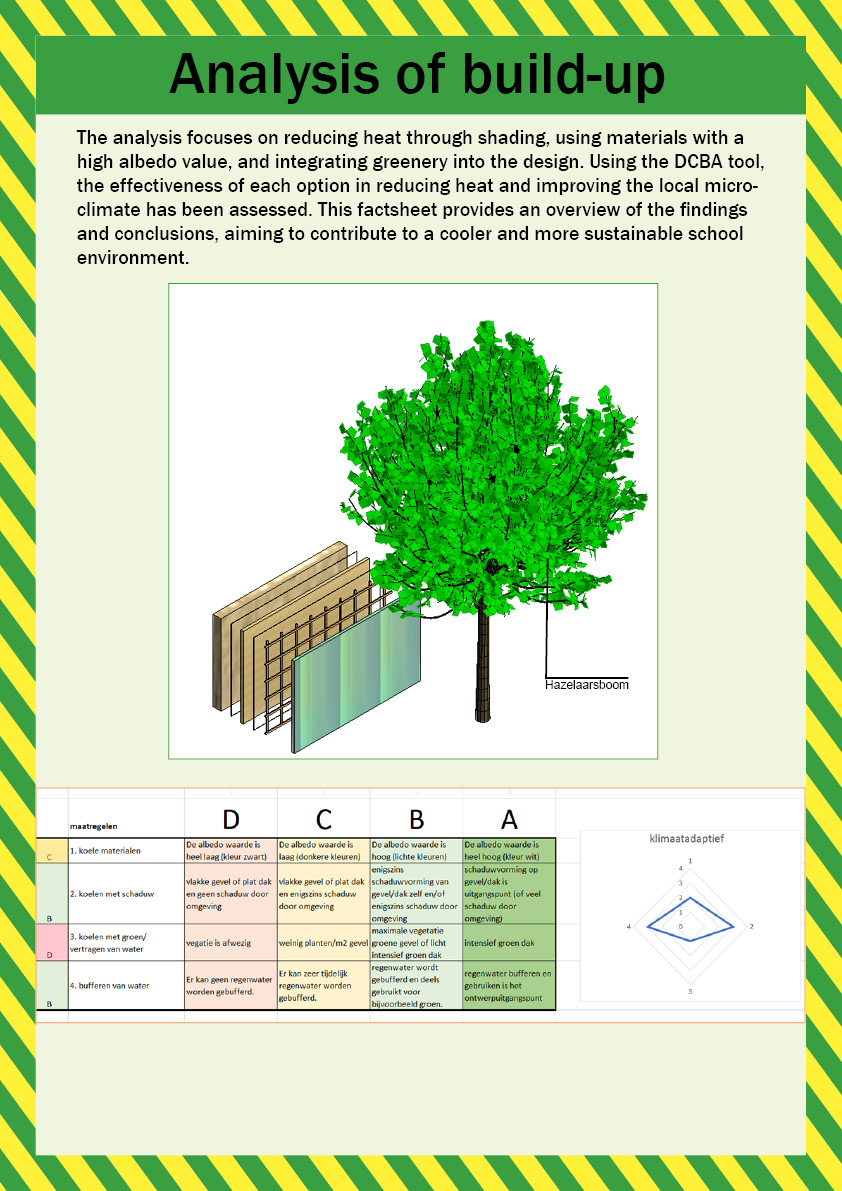 Analysis of build-up
The analysis focuses on reducing heat through shading, using materials with a
high albedo value, and integrating greenery into the design. Using the DCBA tool,
the effectiveness of each option in reducing heat and improving the local micro-
climate has been assessed. This factsheet provides an overview of the findings
and conclusions, aiming to contribute to a cooler and more sustainable school
environment.
Hazelaarsboom
maatregelen D C B A
C
1. koele materialen
De albedo waarde is
heel laag (kleur zwart)
De albedo waarde is
laag (donkere kleuren)
De albedo waarde is
hoog (lichte kleuren)
De albedo waarde is
heel hoog (kleur wit)
B
2. koelen met schaduw
vlakke gevel of plat dak
en geen schaduw door
omgeving
vlakke gevel of plat dak
en enigszins schaduw
door omgeving
enigszins
schaduwvorming van
gevel/dak zelf en/of
enigszins schaduw door
omgeving
schaduwvorming op
gevel/dak is
uitgangspunt (of veel
schaduw door
omgeving)
D
3. koelen met groen/
vertragen van water
vegatie is afwezig
weinig planten/m2 gevel
maximale vegetatie
groene gevel of licht
intensief groen dak
intensief groen dak
B
4. bufferen van water
Er kan geen regenwater
worden gebufferd.
Er kan zeer tijdelijk
regenwater worden
gebufferd.
regenwater wordt
gebufferd en deels
gebruikt voor
bijvoorbeeld groen.
regenwater bufferen en
gebruiken is het
ontwerpuitgangspunt
klimaatadaptief
1
4
3
2
1
0
4
2
3